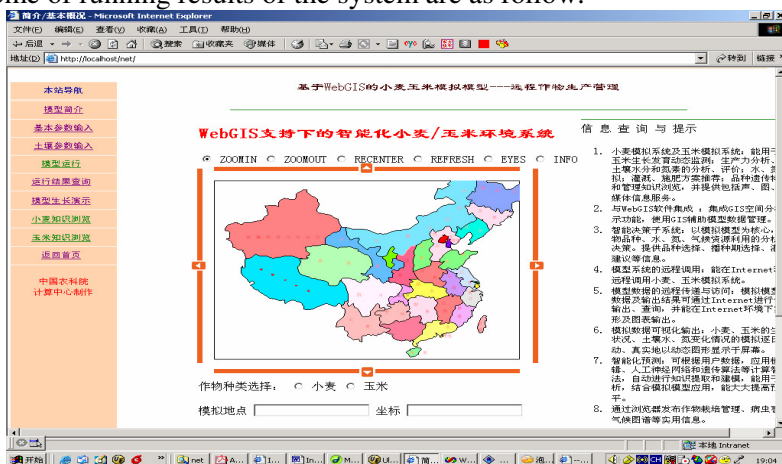 ome of running results of the system are as follow:
简介/基本概况 - Microsoft Internet Explorer
文件(F) 编辑(E) 查看(V) 收藏(A) 工具(T) 帮助(H)
后退 搜索 收藏夹 媒体
地址(D) http://localhost/net/ 转到 链接
本站导航
模型简介
基本参数输入
土壤参数输入
模型运行
运行结果查询
模型生长演示
小麦知识浏览
玉米知识浏览
返回首页
中国农科院
计算中心制作
基于WebGIS的小麦玉米模拟模型---远程作物生产管理
WebGIS支持下的智能化小麦/玉米环境系统
ZOOMIN ZOOMOUT RECENTER REFRESH EYES INFO
作物种类选择: 小麦 玉米
模拟地点 坐标
信息查询与提示
1. 小麦模拟系统及玉米模拟系统：能用于
玉米生长发育动态监测；生产力分析、
土壤水分和氮素的分析、评价；水、氮
拟；灌溉、施肥方案推荐；品种遗传特
和管理知识浏览，并提供包括声、图、
媒体信息服务。
2. 与WebGIS软件集成；集成GIS空间分
示功能，使用GIS辅助模型数据管理。
3. 智能决策子系统：以模拟模型为核心，
物品种、水、氮、气候资源利用的分析
决策。提供品种选择、播种期选择、灌
建议等信息。
4. 模型系统的远程调用：能在Internet
远程调用小麦、玉米模拟系统。
5. 模型数据的远程传递与访问：模拟模型
数据及输出结果可通过Internet进行
输出、查询，并能在Internet环境下
形及图表输出。
6. 模拟数据可视化输出：小麦、玉米的生
状况、土壤水、氮变化情况的模拟逐日
动、真实地以动态图形显示于屏幕。
7. 智能化预测：可根据用户数据，应用模
辑、人工神经网络和遗传算法等计算智
法，自动进行知识提取和建模，能用于
析，结合模拟模型应用，能大大提高预
平。
8. 通过浏览器发布作物栽培管理、病虫害
气候图谱等实用信息。
本地 Intranet
开始 net A... I... In... M... U... 简... W... 泡... 19:04